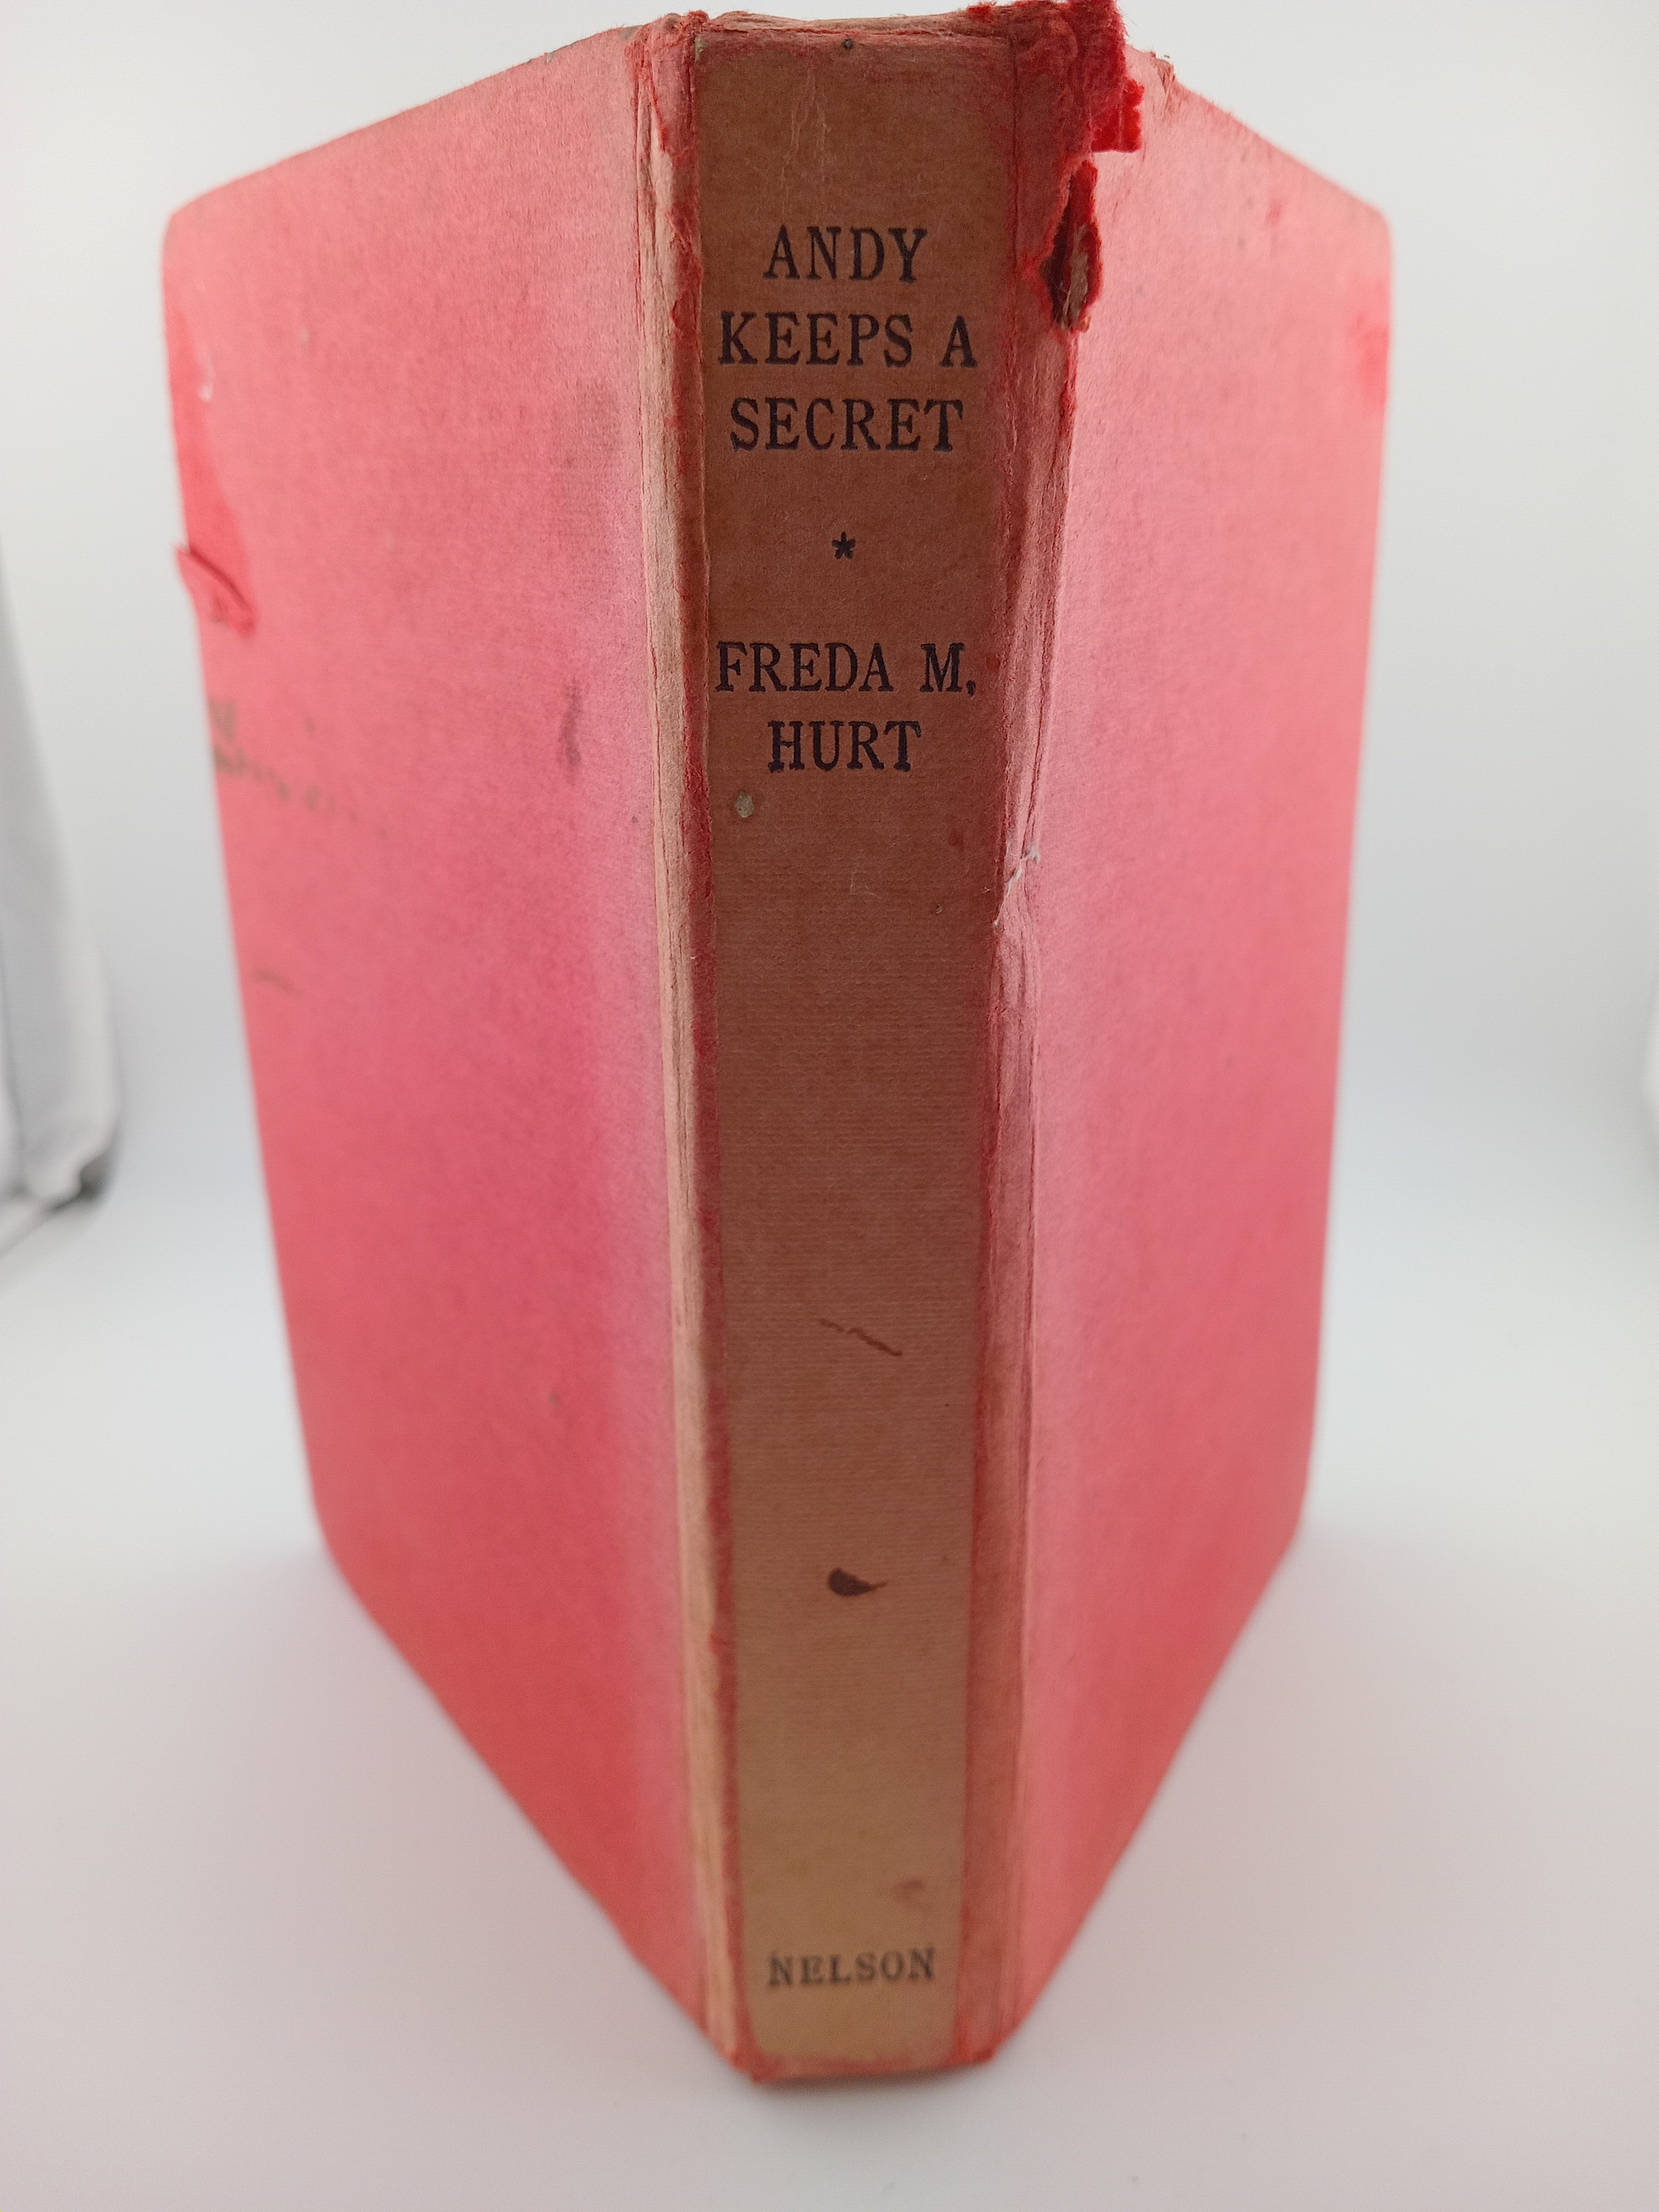 ANDY
KEEPS A
SECRET
*
FREDA M.
HURT
NELSON